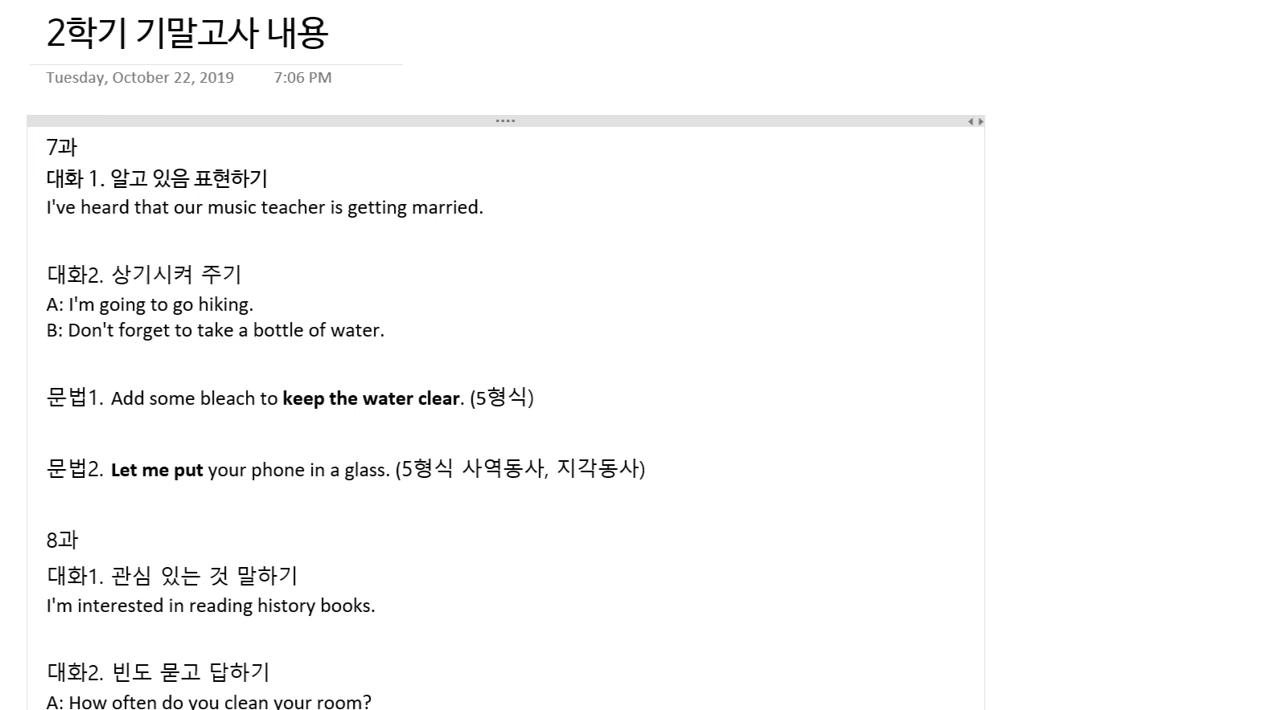 2학기 기말고사 내용
Tuesday, October 22, 2019 7:06 PM
7과
대화 1. 알고 있음 표현하기
I've heard that our music teacher is getting married.
대화2. 상기시켜 주기
A: I'm going to go hiking.
B: Don't forget to take a bottle of water.
문법1. Add some bleach to keep the water clear. (5형식)
문법2. Let me put your phone in a glass. (5형식 사역동사, 지각동사)
8과
대화1. 관심 있는 것 말하기
I'm interested in reading history books.
대화2. 빈도 묻고 답하기
A: How often do you clean your room?